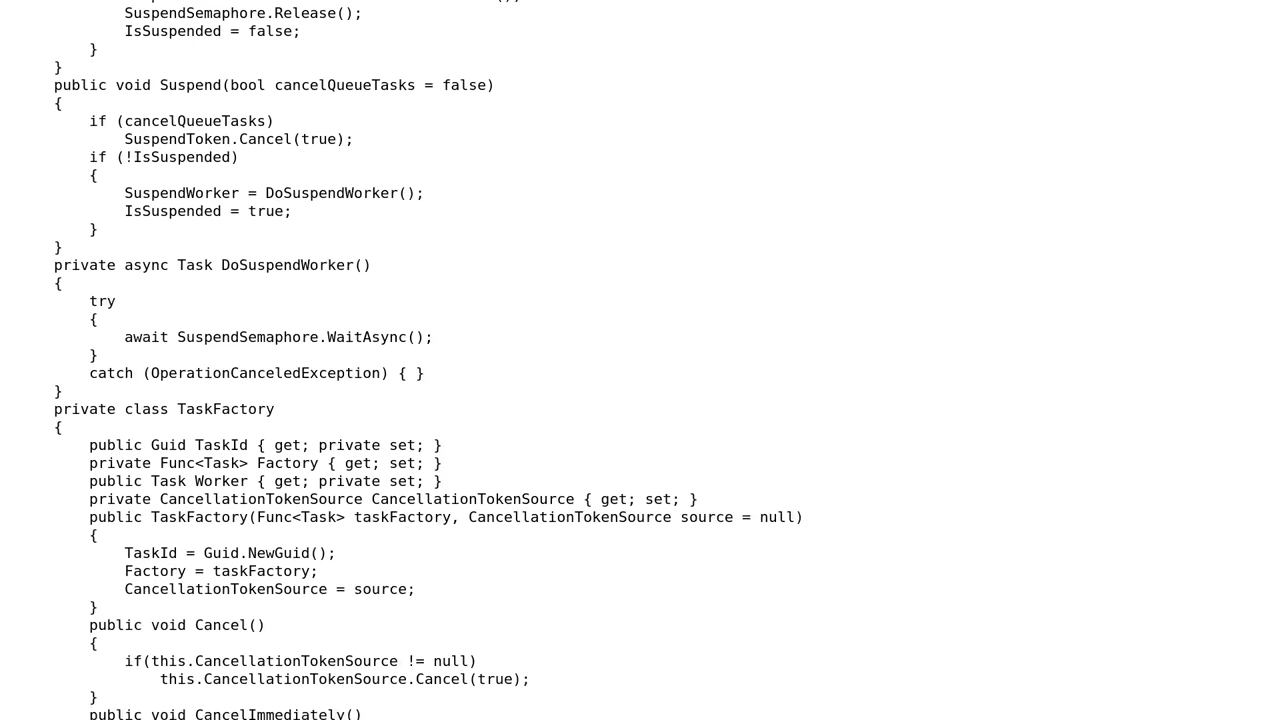 SuspendSemaphore.Release();
IsSuspended = false;
}
}
public void Suspend(bool cancelQueueTasks = false)
{
if (cancelQueueTasks)
SuspendToken.Cancel(true);
if (!IsSuspended)
{
SuspendWorker = DoSuspendWorker();
IsSuspended = true;
}
}
private async Task DoSuspendWorker()
{
try
{
await SuspendSemaphore.WaitAsync();
}
catch (OperationCanceledException) { }
}
private class TaskFactory
{
public Guid TaskId { get; private set; }
private Func<Task> Factory { get; set; }
public Task Worker { get; private set; }
private CancellationTokenSource CancellationTokenSource { get; set; }
public TaskFactory(Func<Task> taskFactory, CancellationTokenSource source = null)
{
TaskId = Guid.NewGuid();
Factory = taskFactory;
CancellationTokenSource = source;
}
public void Cancel()
{
if(this.CancellationTokenSource != null)
this.CancellationTokenSource.Cancel(true);
}
public void CancelImmediately()